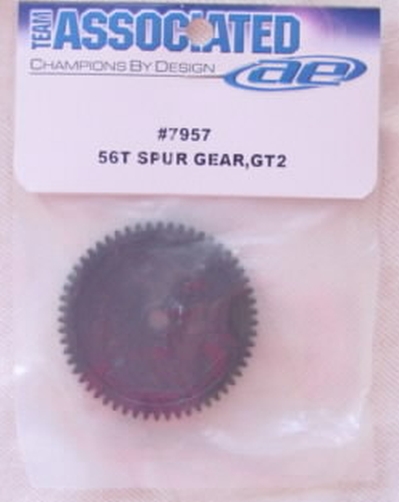 TEAM ASSOCIATED
CHAMPIONS BY DESIGN
ae
#7957
56T SPUR GEAR,GT2